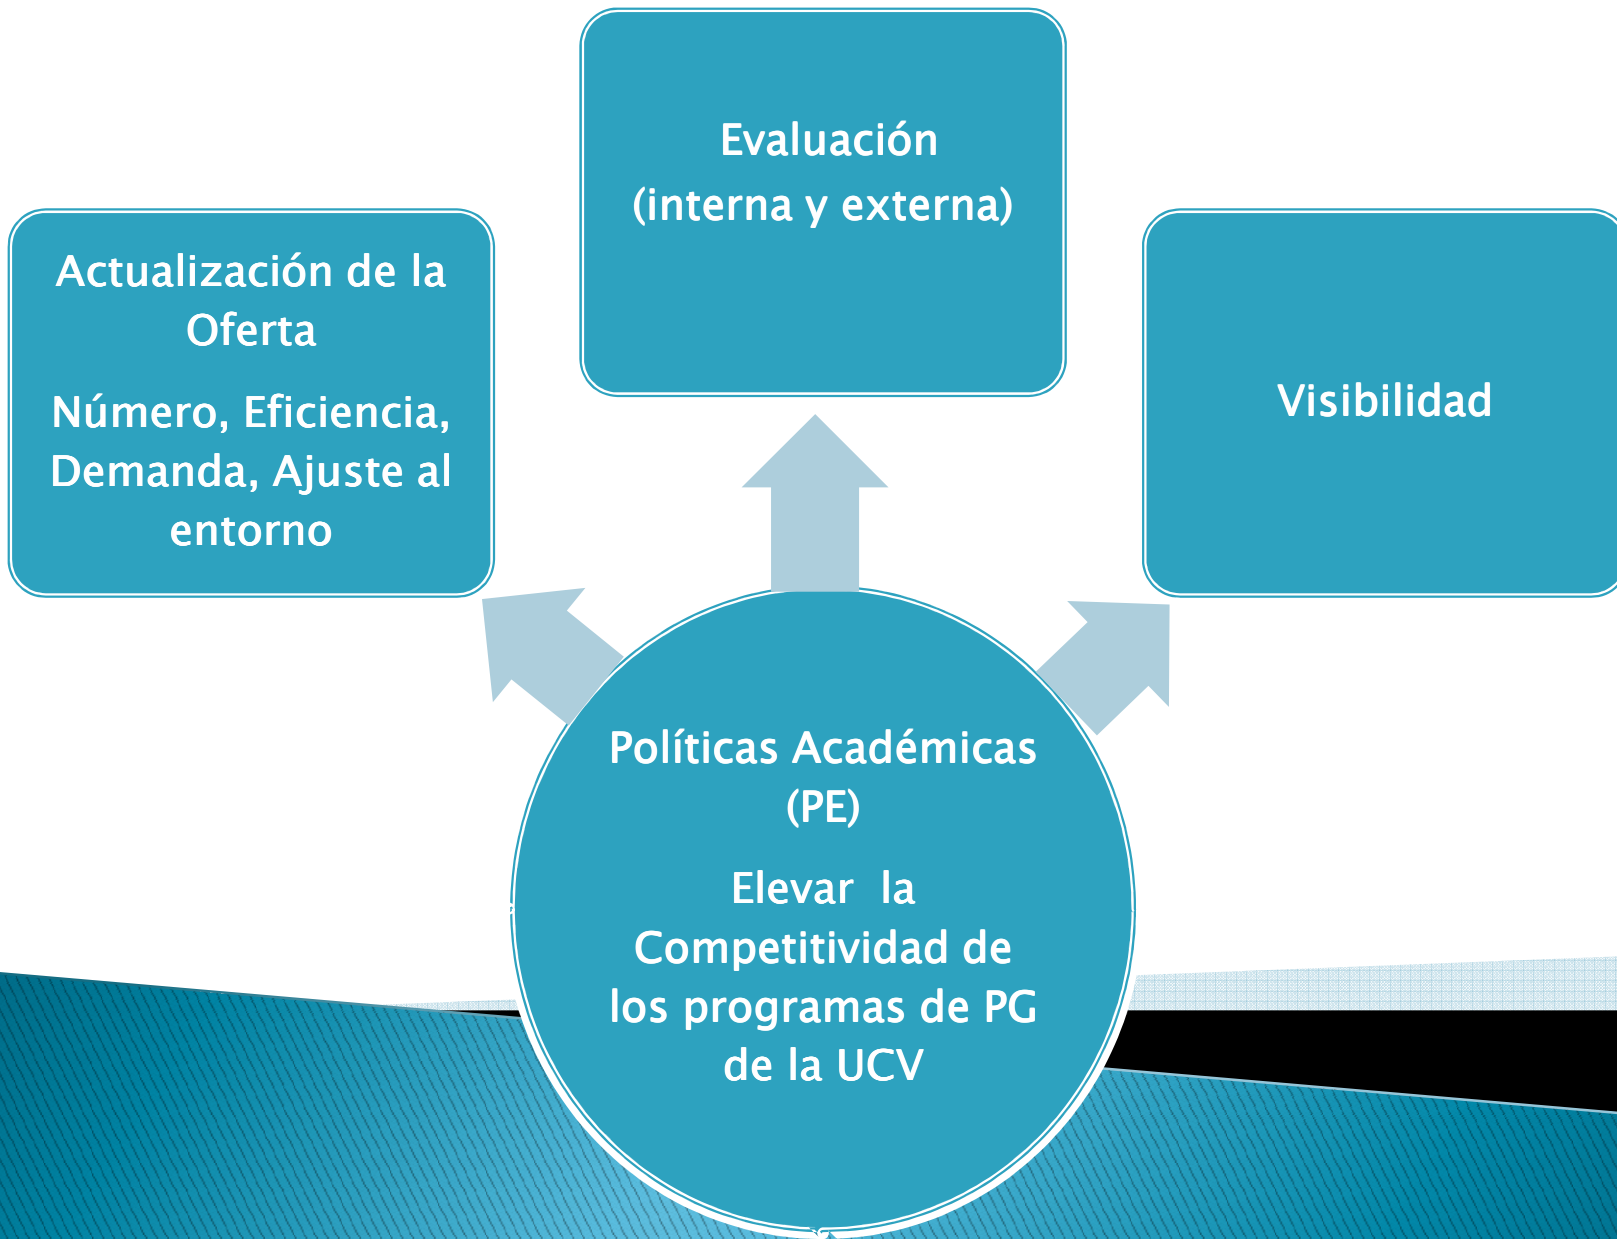 Evaluación
(interna y externa)
Actualización de la
Oferta
Número, Eficiencia,
Demanda, Ajuste al
entorno
Visibilidad
Políticas Académicas
(PE)
Elevar  la
Competitividad de
los programas de PG
de la UCV